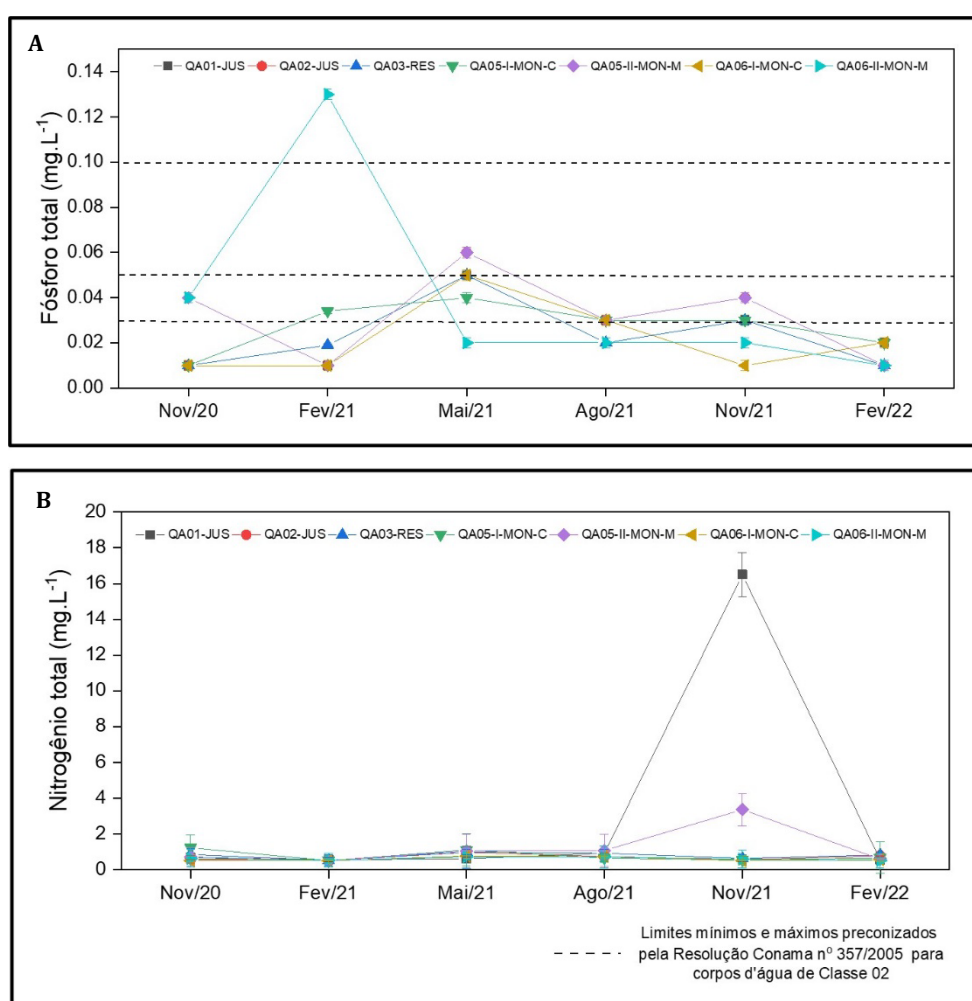 A
QA01-JUS QA02-JUS QA03-RES QA05-I-MON-C QA05-II-MON-M QA06-I-MON-C QA06-II-MON-M
Fósforo total (mg.L⁻¹)
0.14
0.12
0.10
0.08
0.06
0.04
0.02
0.00
Nov/20 Fev/21 Mai/21 Ago/21 Nov/21 Fev/22
B
QA01-JUS QA02-JUS QA03-RES QA05-I-MON-C QA05-II-MON-M QA06-I-MON-C QA06-II-MON-M
Nitrogênio total (mg.L⁻¹)
20
18
16
14
12
10
8
6
4
2
0
Nov/20 Fev/21 Mai/21 Ago/21 Nov/21 Fev/22
Limites mínimos e máximos preconizados
pela Resolução Conama nº 357/2005 para
corpos d'água de Classe 02